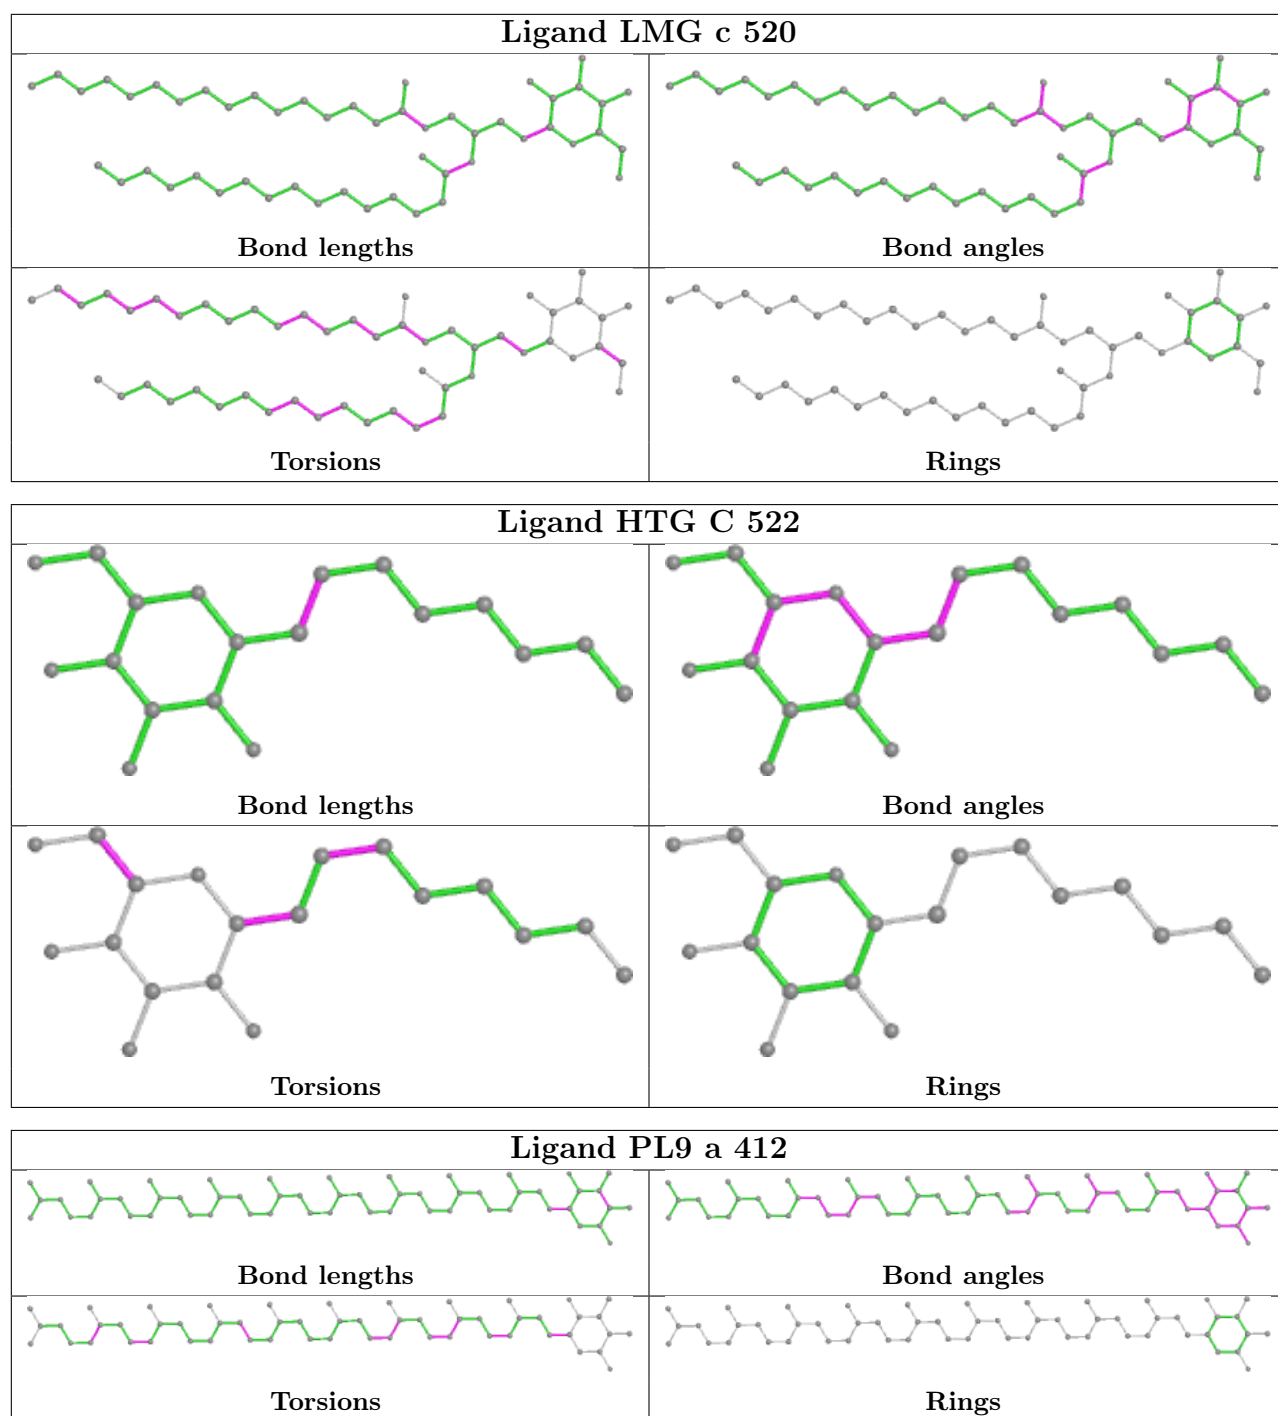 Ligand LMG c 520
Bond lengths
Bond angles
Torsions
Rings
Ligand HTG C 522
Bond lengths
Bond angles
Torsions
Rings
Ligand PL9 a 412
Bond lengths
Bond angles
Torsions
Rings